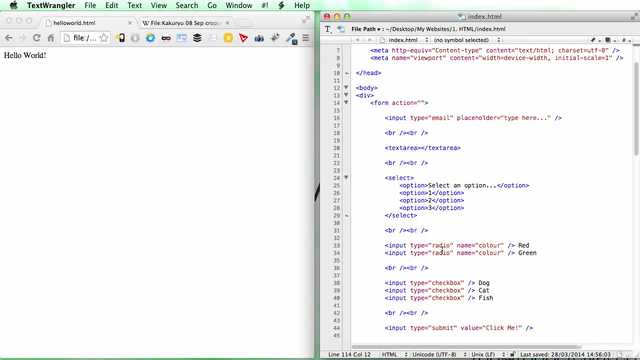 TextWrangler File Edit Text View Search Go Window # Help
helloworld.html
W File:Kakuryu 08 Sep cropped
file:/
Hello World!
index.html
File Path ▾ : ~/Desktop/My Websites/1. HTML/index.html
index.html
(no symbol selected)
7 <meta http-equiv="Content-type" content="text/html; charset=utf-8" />
8 <meta name="viewport" content="width=device-width, initial-scale=1" />
9
10 </head>
11
12 <body>
13 <div>
14 <form action="">
15
16 <input type="email" placeholder="type here..." />
17
18 <br /><br />
19
20 <textarea></textarea>
21
22 <br /><br />
23
24 <select>
25 <option>Select an option...</option>
26 <option>1</option>
27 <option>2</option>
28 <option>3</option>
29 </select>
30
31 <br /><br />
32
33 <input type="radio" name="colour" /> Red
34 <input type="radio" name="colour" /> Green
35
36 <br /><br />
37
38 <input type="checkbox" /> Dog
39 <input type="checkbox" /> Cat
40 <input type="checkbox" /> Fish
41
42 <br /><br />
43
44 <input type="submit" value="Click Me!" />
45
Line 114 Col 12 HTML Unicode (UTF-8) Unix (LF) Last saved: 28/03/2014 14:56:03